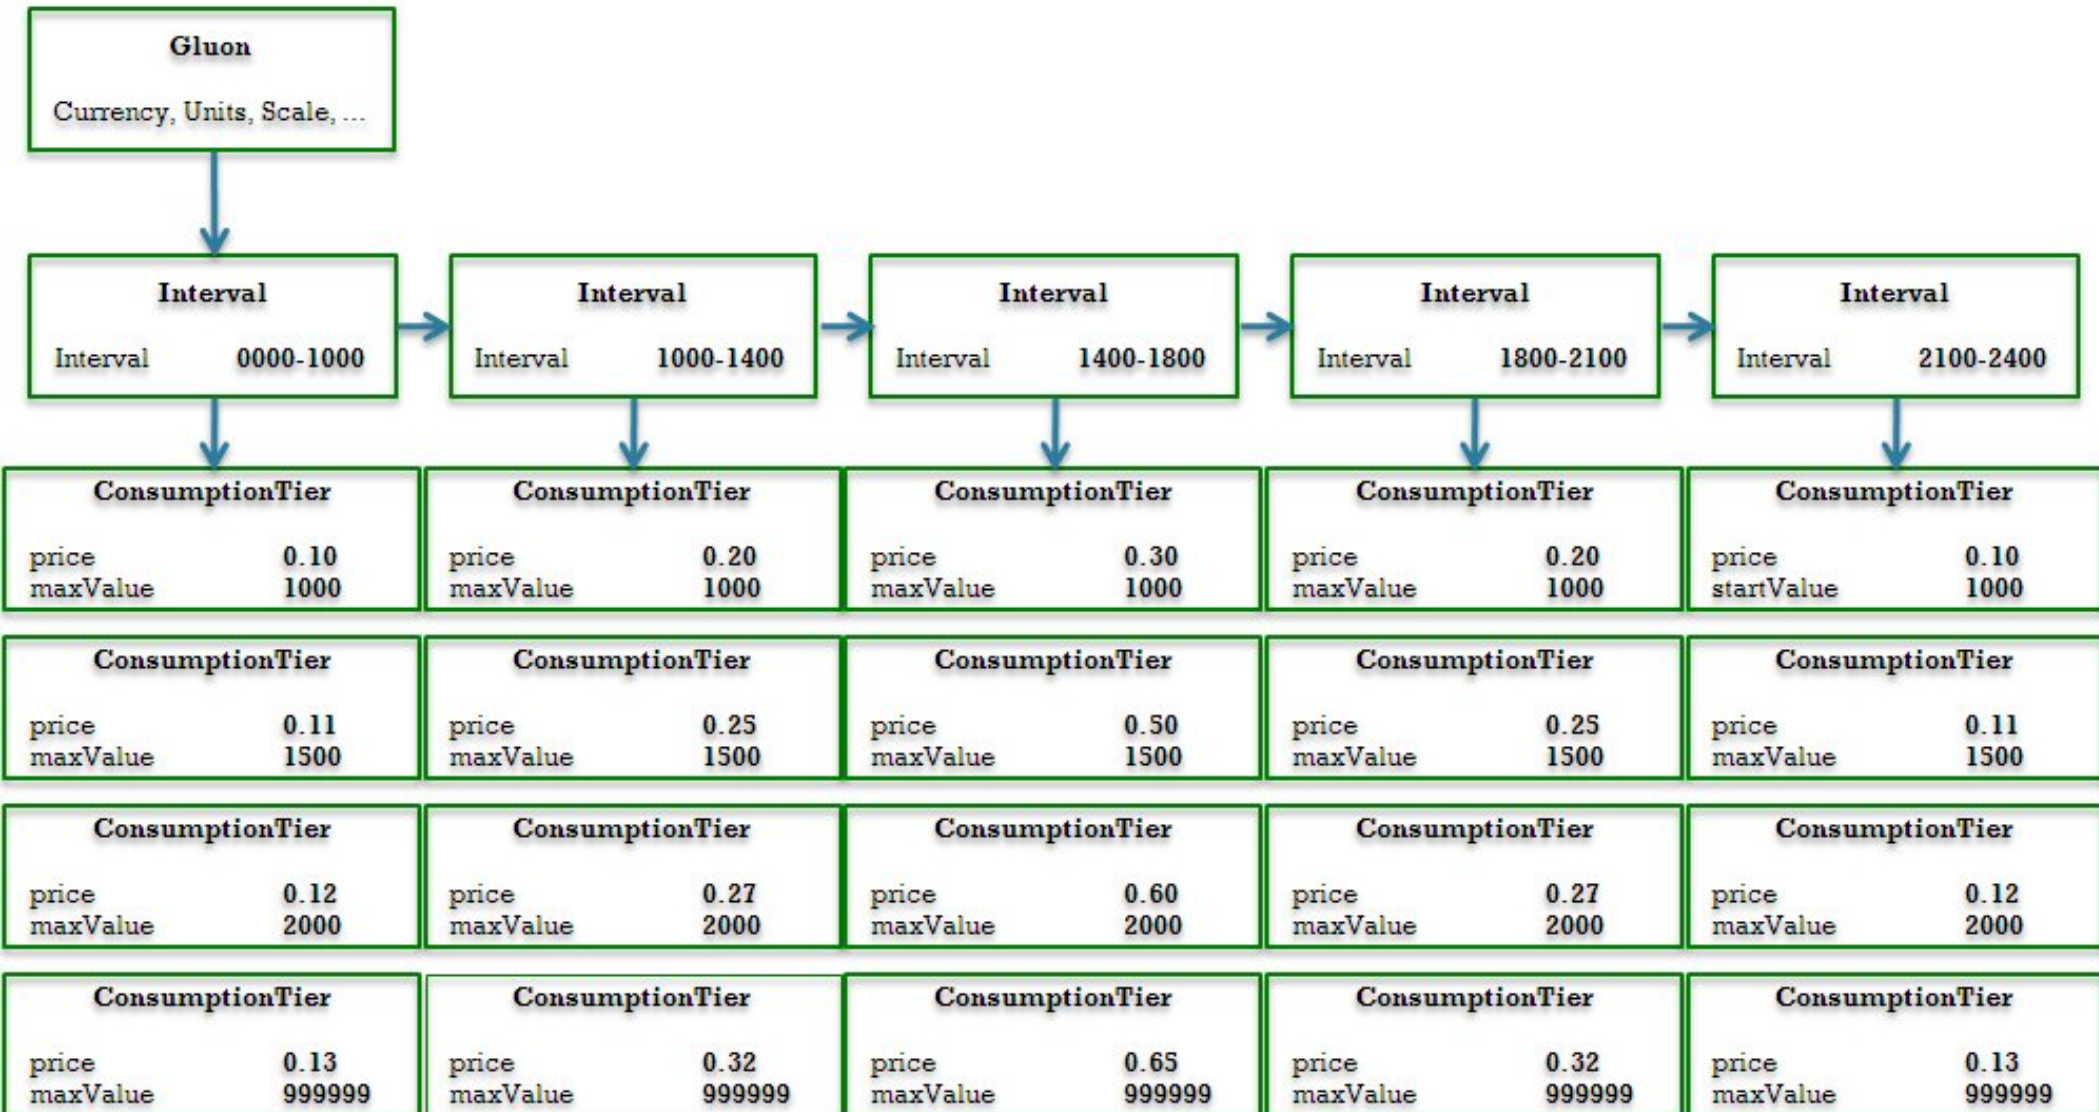 Gluon
Currency, Units, Scale, ...
Interval Interval Interval Interval Interval
Interval 0000-1000 Interval 1000-1400 Interval 1400-1800 Interval 1800-2100 Interval 2100-2400
ConsumptionTier ConsumptionTier ConsumptionTier ConsumptionTier ConsumptionTier
price 0.10 price 0.20 price 0.30 price 0.20 price 0.10
maxValue 1000 maxValue 1000 maxValue 1000 maxValue 1000 startValue 1000
ConsumptionTier ConsumptionTier ConsumptionTier ConsumptionTier ConsumptionTier
price 0.11 price 0.25 price 0.50 price 0.25 price 0.11
maxValue 1500 maxValue 1500 maxValue 1500 maxValue 1500 maxValue 1500
ConsumptionTier ConsumptionTier ConsumptionTier ConsumptionTier ConsumptionTier
price 0.12 price 0.27 price 0.60 price 0.27 price 0.12
maxValue 2000 maxValue 2000 maxValue 2000 maxValue 2000 maxValue 2000
ConsumptionTier ConsumptionTier ConsumptionTier ConsumptionTier ConsumptionTier
price 0.13 price 0.32 price 0.65 price 0.32 price 0.13
maxValue 999999 maxValue 999999 maxValue 999999 maxValue 999999 maxValue 999999